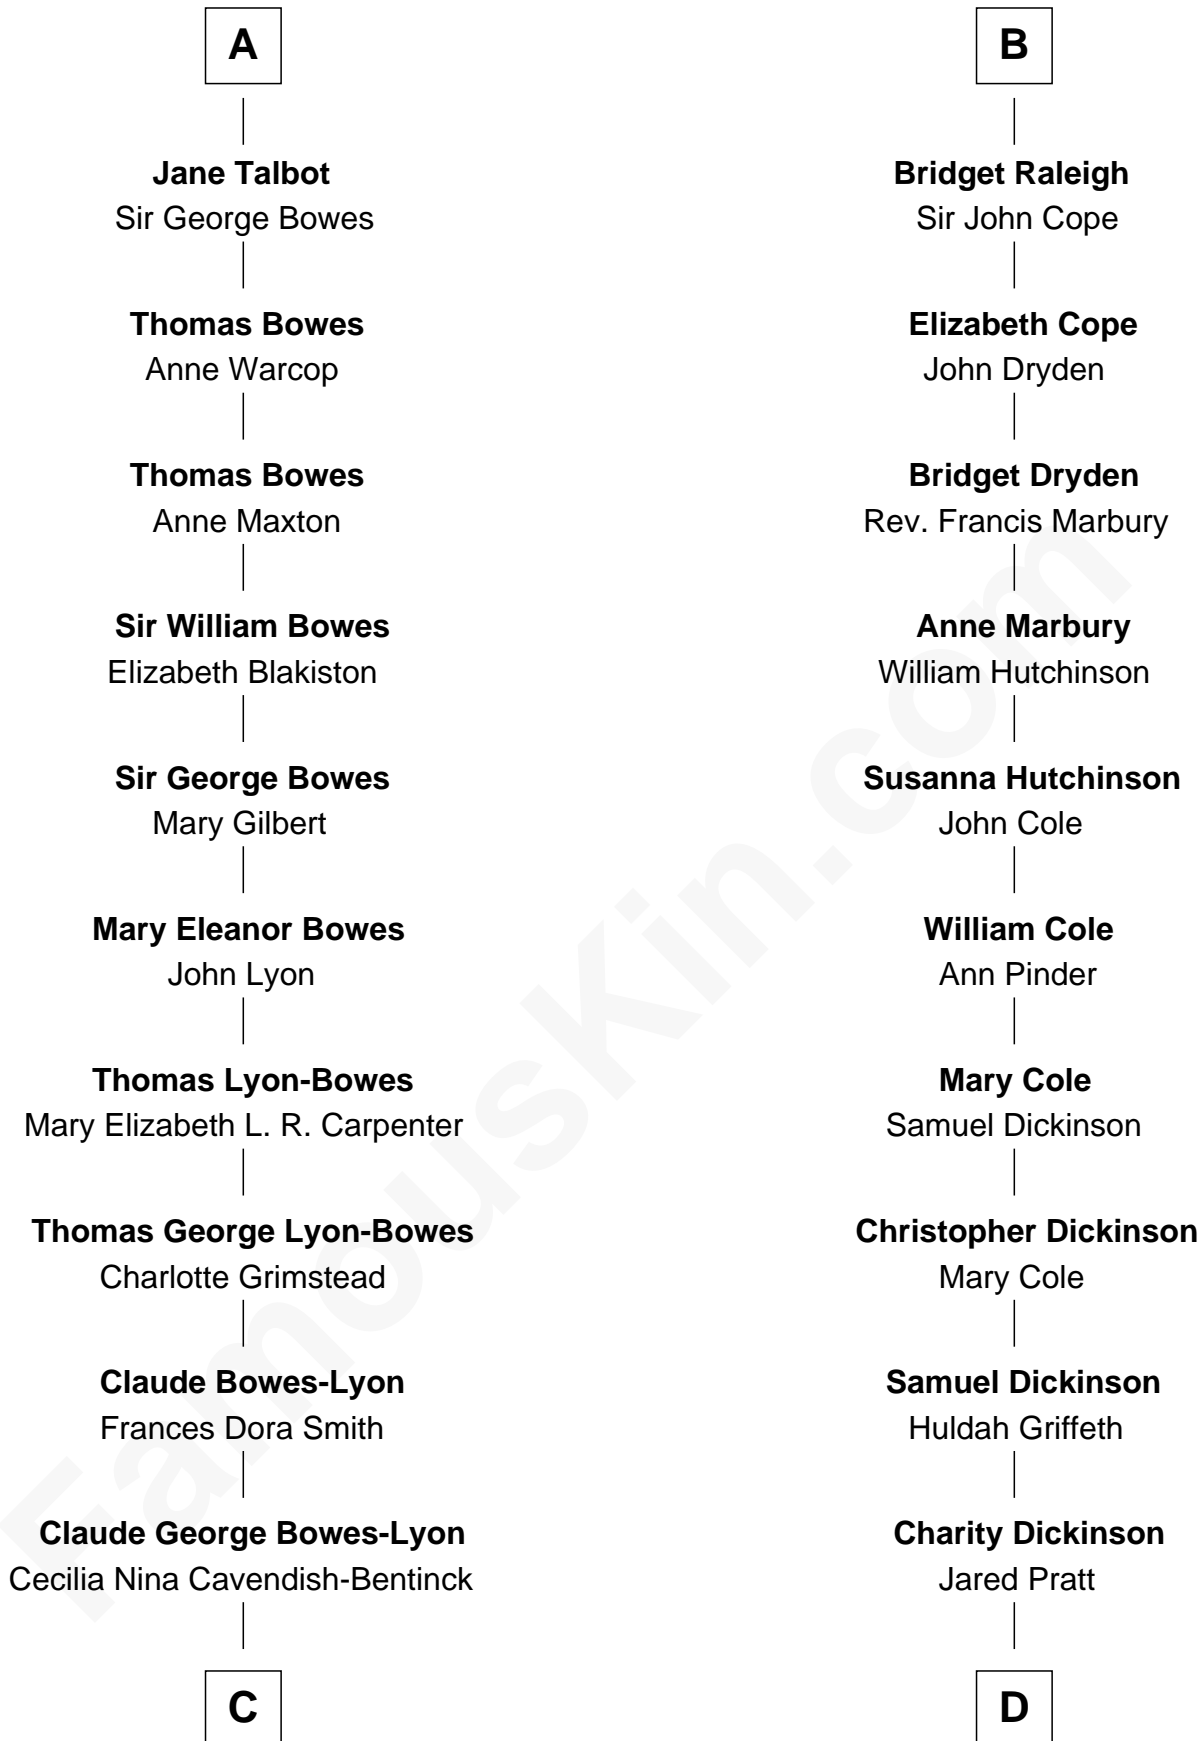 A
Jane Talbot
Sir George Bowes
Thomas Bowes
Anne Warcop
Thomas Bowes
Anne Maxton
Sir William Bowes
Elizabeth Blakiston
Sir George Bowes
Mary Gilbert
Mary Eleanor Bowes
John Lyon
Thomas Lyon-Bowes
Mary Elizabeth L. R. Carpenter
Thomas George Lyon-Bowes
Charlotte Grimstead
Claude Bowes-Lyon
Frances Dora Smith
Claude George Bowes-Lyon
Cecilia Nina Cavendish-Bentinck
C
B
Bridget Raleigh
Sir John Cope
Elizabeth Cope
John Dryden
Bridget Dryden
Rev. Francis Marbury
Anne Marbury
William Hutchinson
Susanna Hutchinson
John Cole
William Cole
Ann Pinder
Mary Cole
Samuel Dickinson
Christopher Dickinson
Mary Cole
Samuel Dickinson
Huldah Griffeth
Charity Dickinson
Jared Pratt
D
FamousKin.com